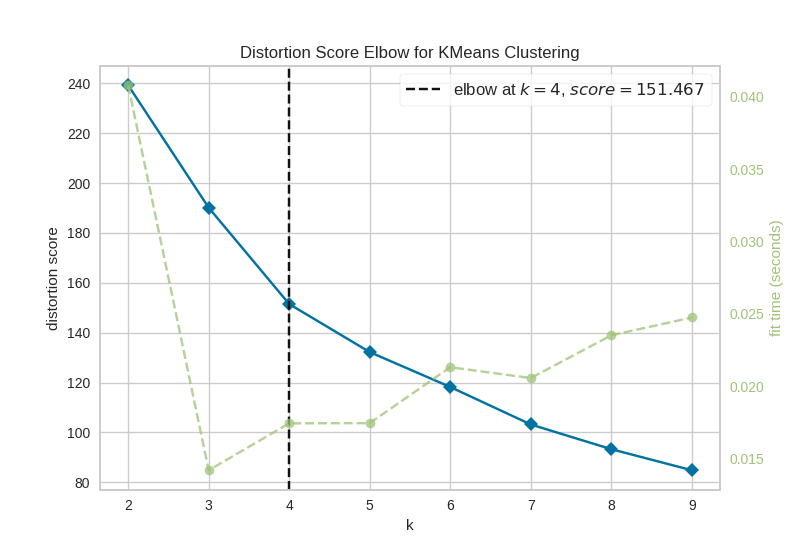 Distortion Score Elbow for KMeans Clustering
elbow at k = 4, score = 151.467
distortion score
240
220
200
180
160
140
120
100
80
0.040
0.035
0.030
0.025
0.020
0.015
fit time (seconds)
2 3 4 5 6 7 8 9
k